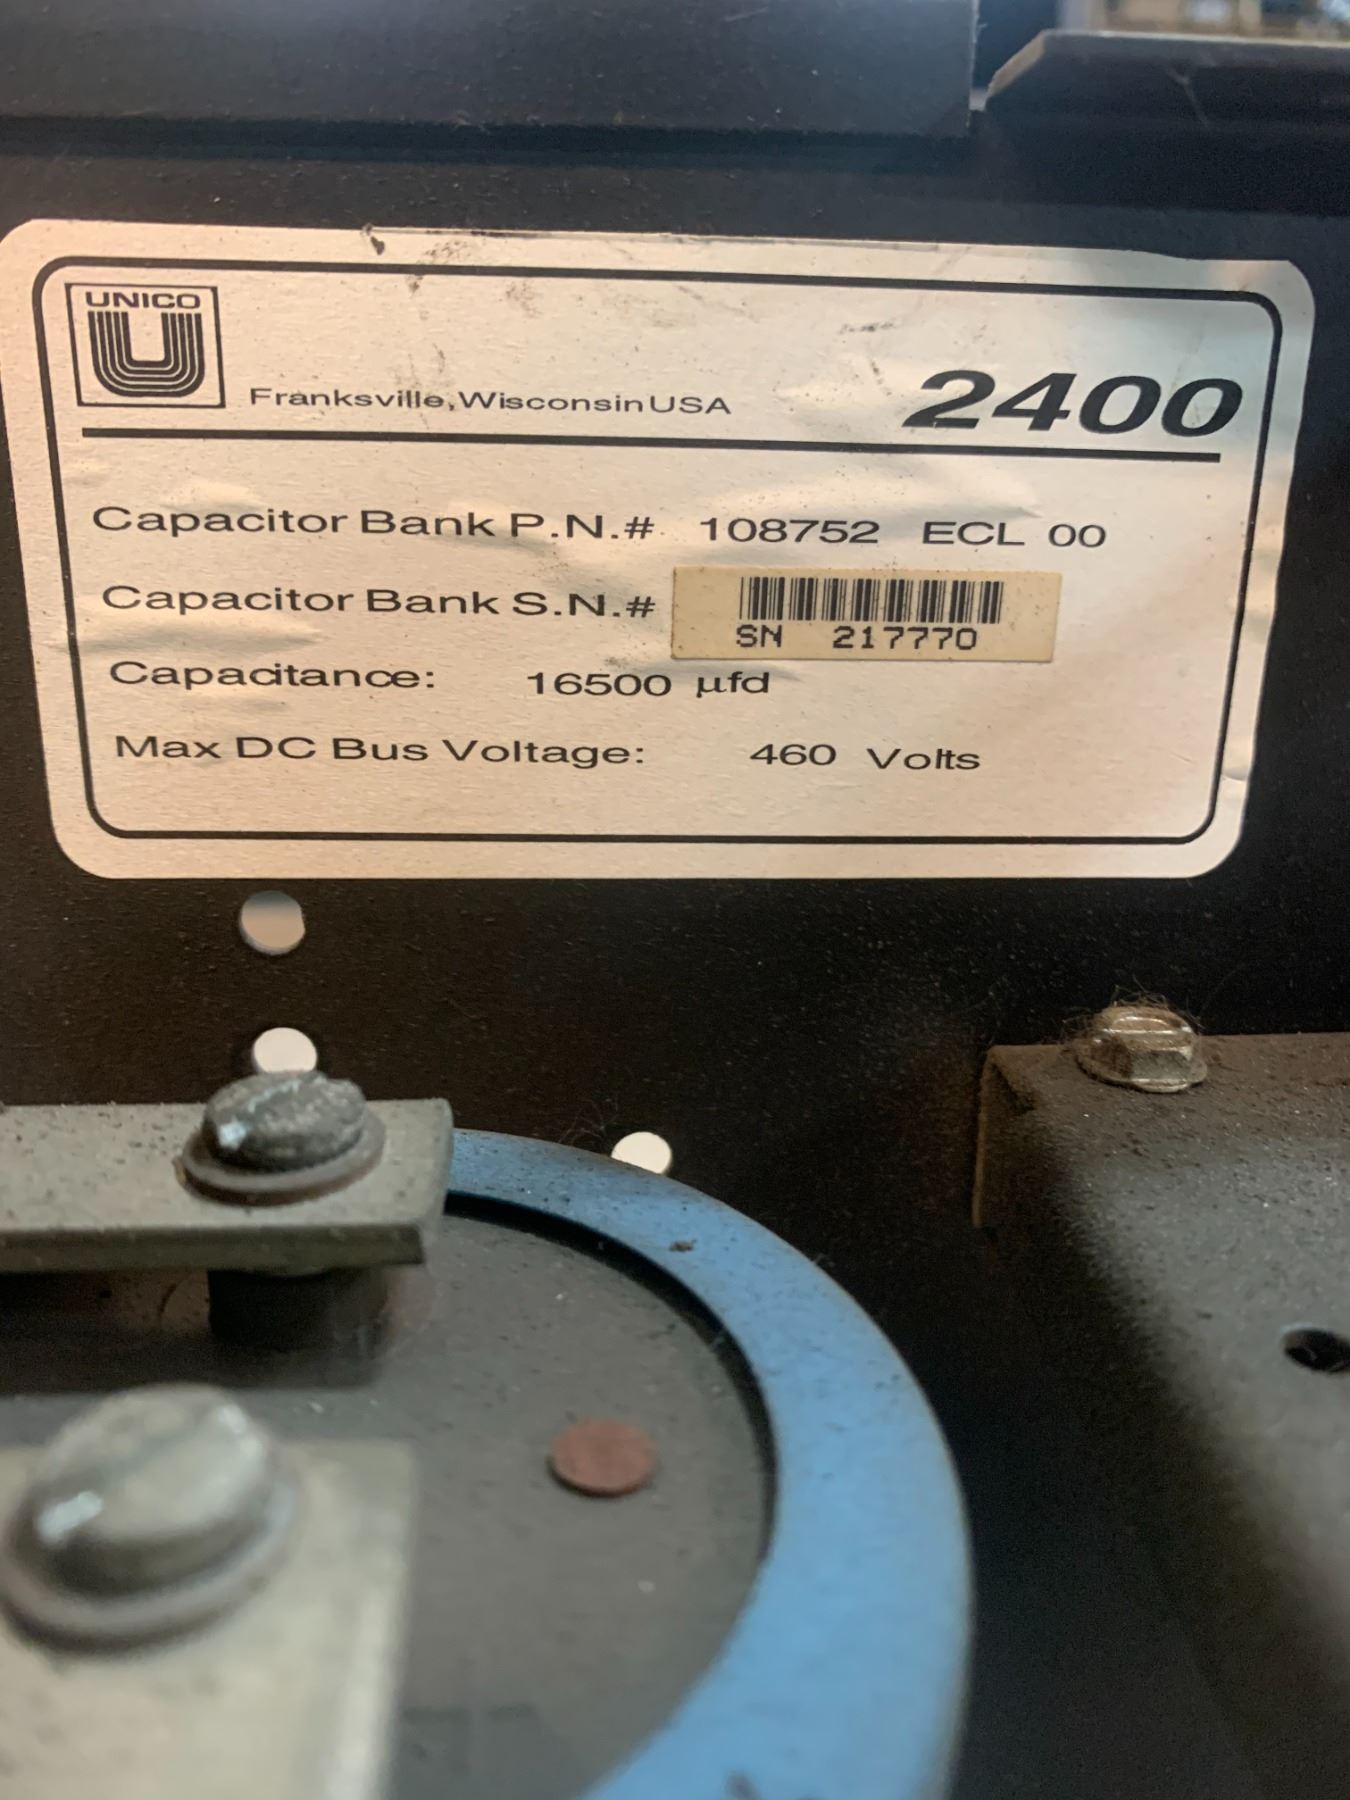 UNICO
Franksville, Wisconsin USA
2400
Capacitor Bank P.N.# 108752 ECL 00
Capacitor Bank S.N.#
SN 217770
Capacitance: 16500 µfd
Max DC Bus Voltage: 460 Volts